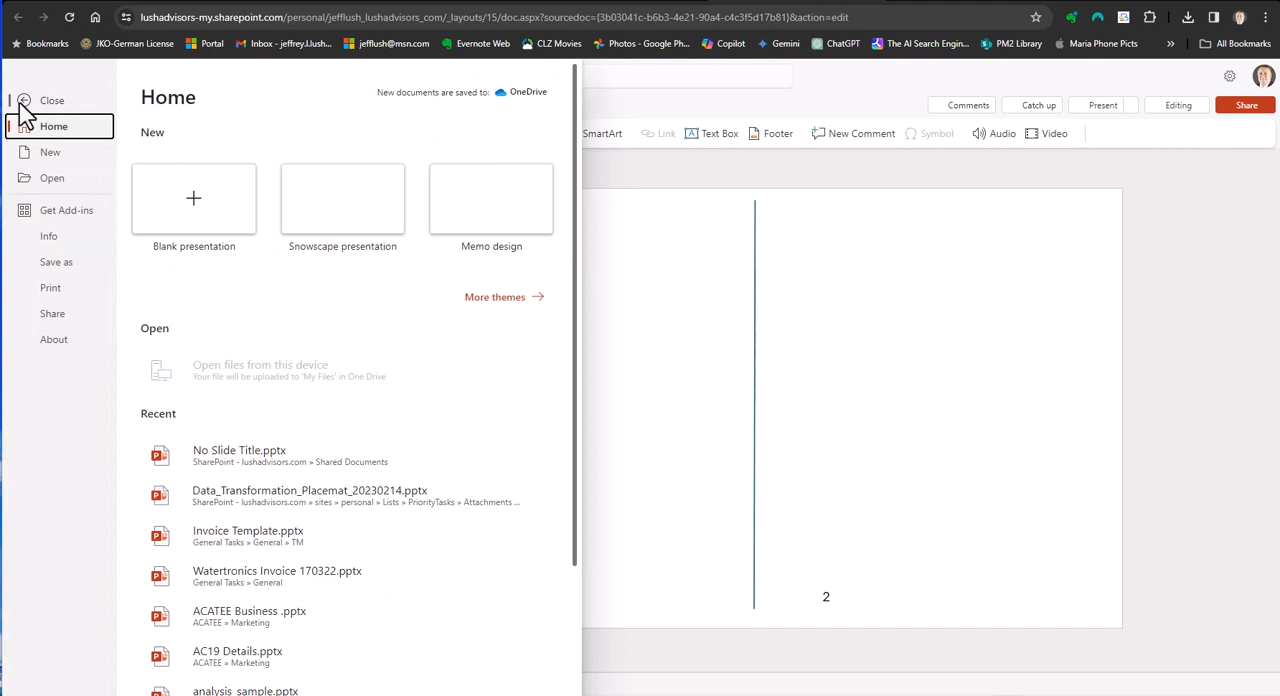 lushadvisors-my.sharepoint.com/personal/jefflush_lushadvisors_com/_layouts/15/doc.aspx?sourcedoc={3b03041c-b6b3-4e21-90a4-c4c3f5d17b81}&action=edit
Bookmarks JKO-German License Portal Inbox - jeffrey.l.lush... jeflush@msn.com Evernote Web CLZ Movies Photos - Google Ph... Copilot Gemini ChatGPT The AI Search Engin... PM2 Library Maria Phone Picts » All Bookmarks
Close
Home
New
Open
Get Add-ins
Info
Save as
Print
Share
About
Home
New documents are saved to: OneDrive
New
Blank presentation
Snowscape presentation
Memo design
More themes
Open
Open files from this device
Your file will be uploaded to 'My Files' in One Drive
Recent
No Slide Title.pptx
SharePoint - lushadvisors.com » Shared Documents
Data_Transformation_Placemat_20230214.pptx
SharePoint - lushadvisors.com » sites » personal » Lists » PriorityTasks » Attachments ...
Invoice Template.pptx
General Tasks » General » TM
Watertronics Invoice 170322.pptx
General Tasks » General
ACATEE Business .pptx
ACATEE » Marketing
AC19 Details.pptx
ACATEE » Marketing
analysis_sample.pptx
Comments Catch up Present Editing Share
SmartArt Link Text Box Footer New Comment Symbol Audio Video
2